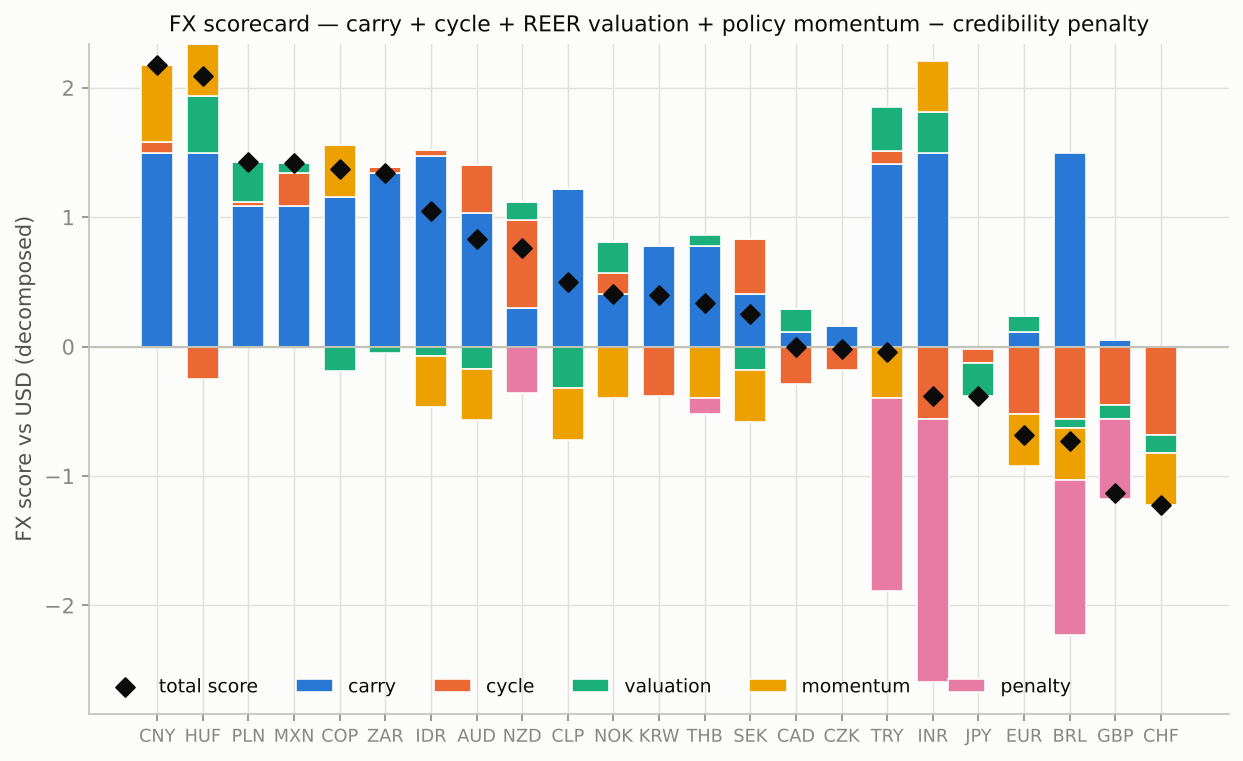 FX scorecard — carry + cycle + REER valuation + policy momentum − credibility penalty
FX score vs USD (decomposed)
2
1
0
−1
−2
total score carry cycle valuation momentum penalty
CNY HUF PLN MXN COP ZAR IDR AUD NZD CLP NOK KRW THB SEK CAD CZK TRY INR JPY EUR BRL GBP CHF